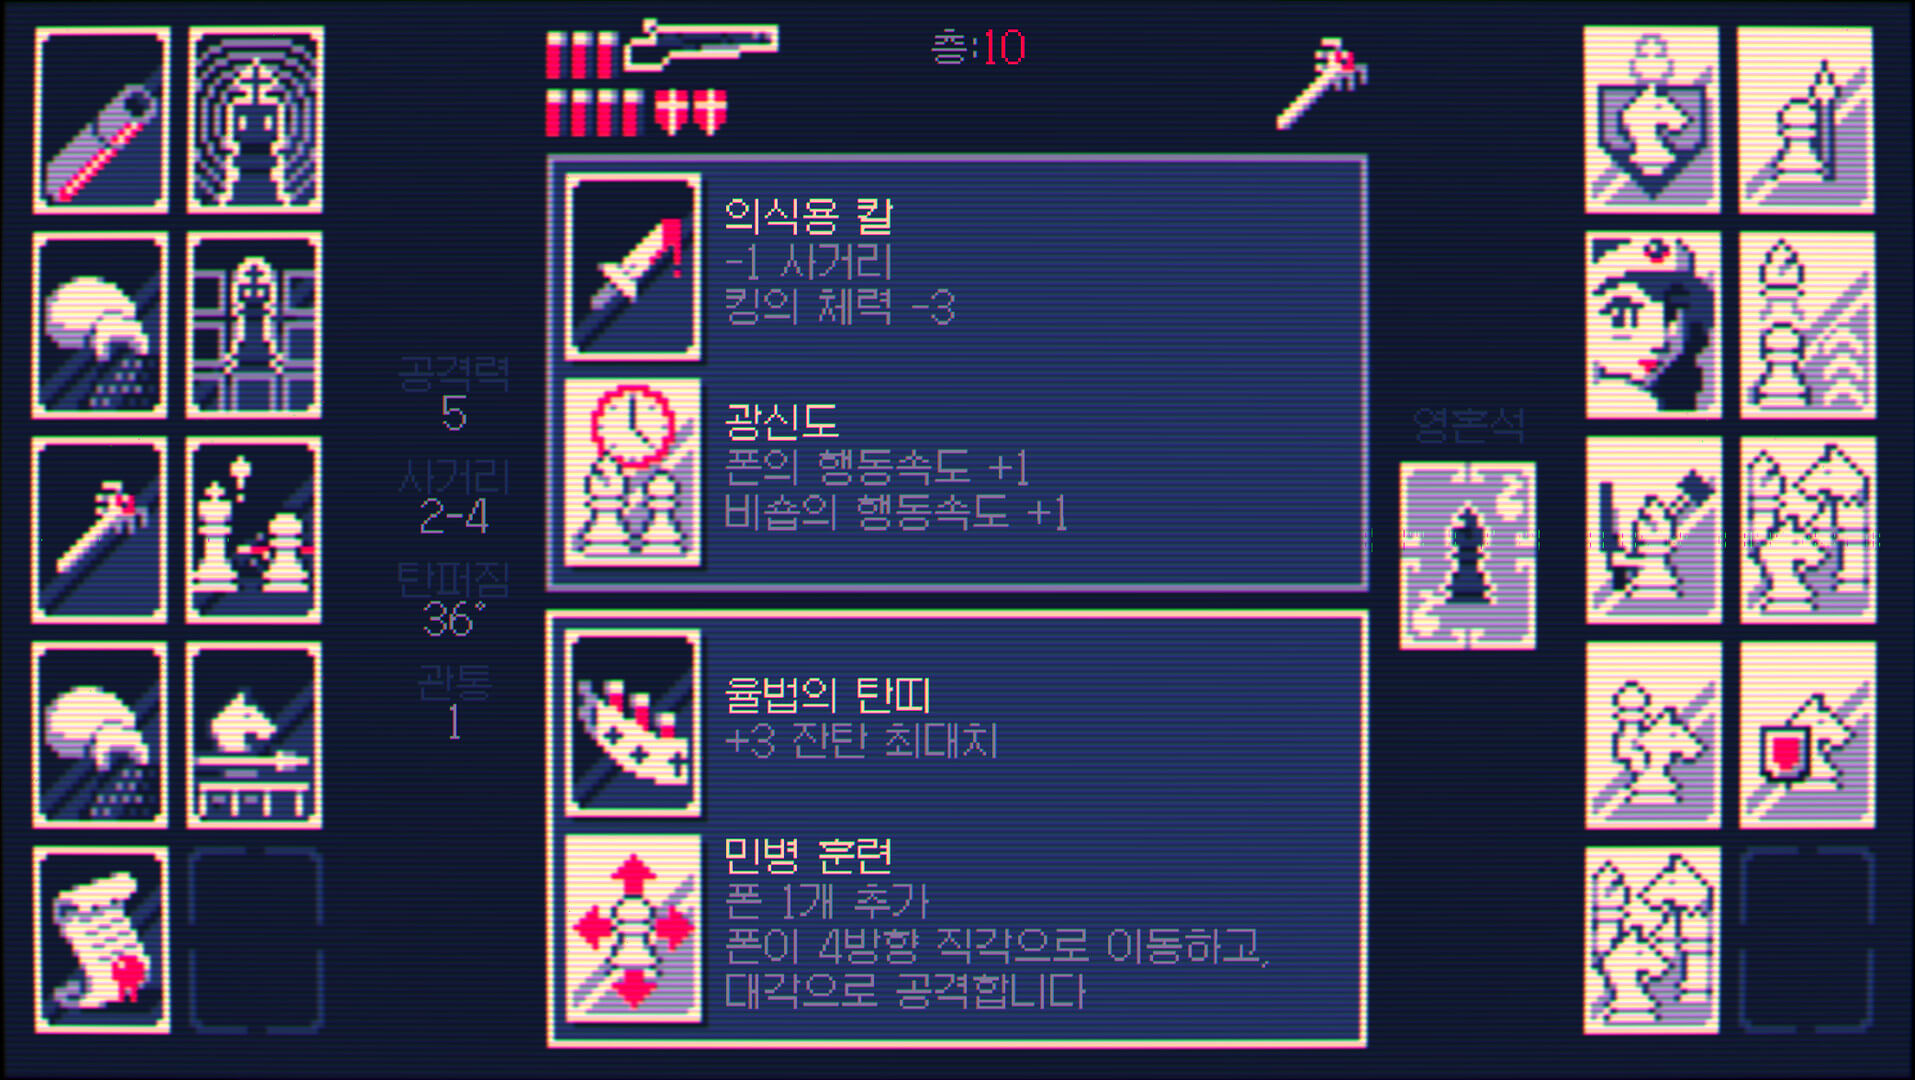 층:10
의식용 칼
-1 사거리
킹의 체력 -3
광신도
폰의 행동속도 +1
비숍의 행동속도 +1
공격력
5
사거리
2-4
탄퍼짐
36°
관통
1
영혼석
율법의 탄띠
+3 잔탄 최대치
민병 훈련
폰 1개 추가
폰이 4방향 직각으로 이동하고,
대각으로 공격합니다